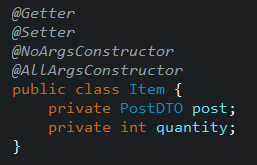 @Getter
@Setter
@NoArgsConstructor
@AllArgsConstructor
public class Item {
    private PostDTO post;
    private int quantity;
}